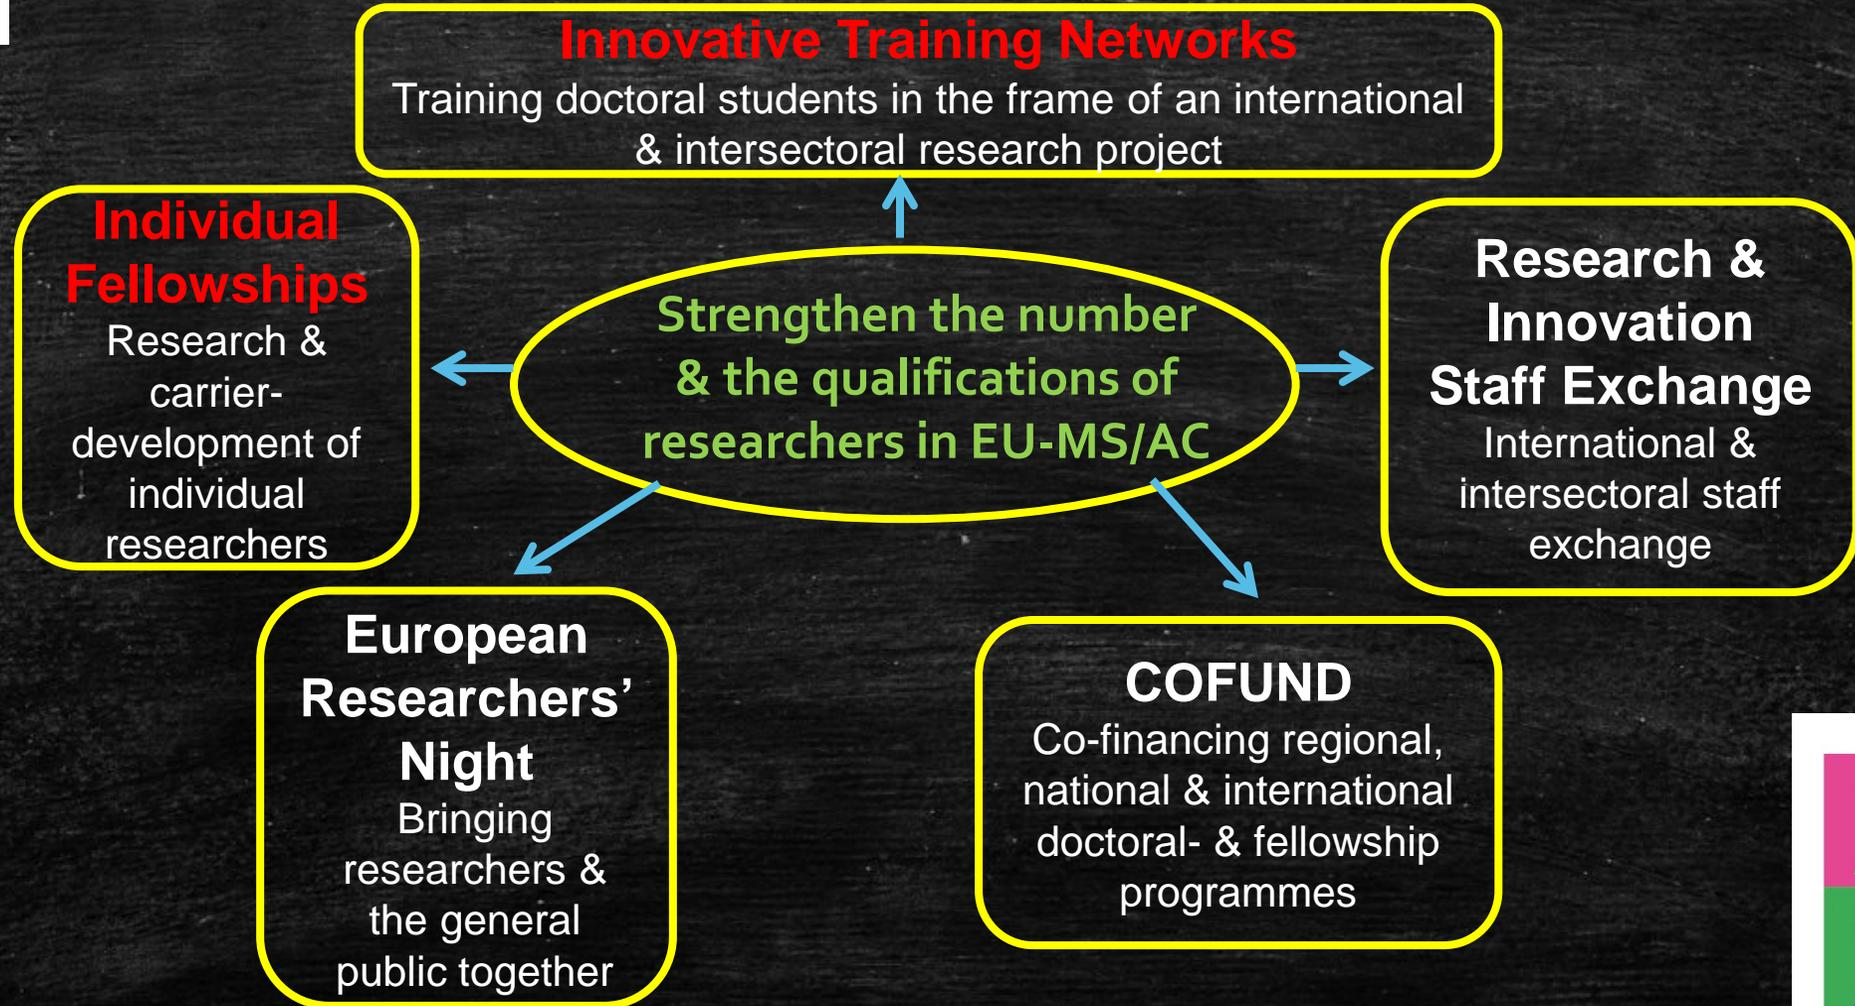 Innovative Training Networks
Training doctoral students in the frame of an international
& intersectoral research project
Individual
Fellowships
Research &
carrier-
development of
individual
researchers
Strengthen the number
& the qualifications of
researchers in EU-MS/AC
Research &
Innovation
Staff Exchange
International &
intersectoral staff
exchange
European
Researchers’
Night
Bringing
researchers &
the general
public together
COFUND
Co-financing regional,
national & international
doctoral- & fellowship
programmes